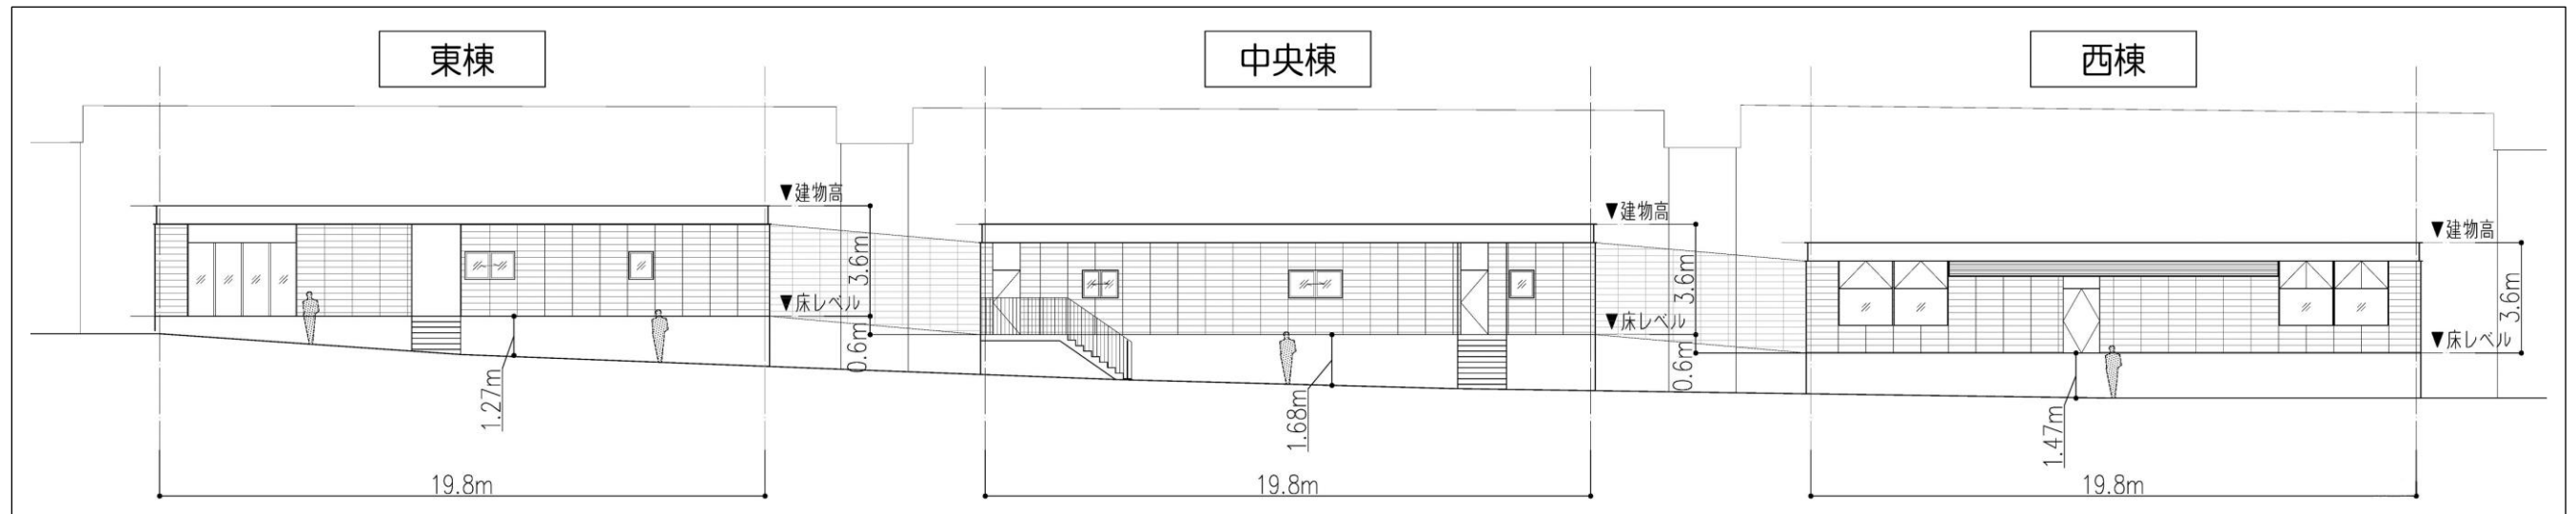 東棟
中央棟
西棟
▼建物高
3.6m
▼床レベル
0.6m
1.27m
19.8m
▼建物高
3.6m
▼床レベル
0.6m
1.68m
19.8m
▼建物高
3.6m
▼床レベル
1.47m
19.8m